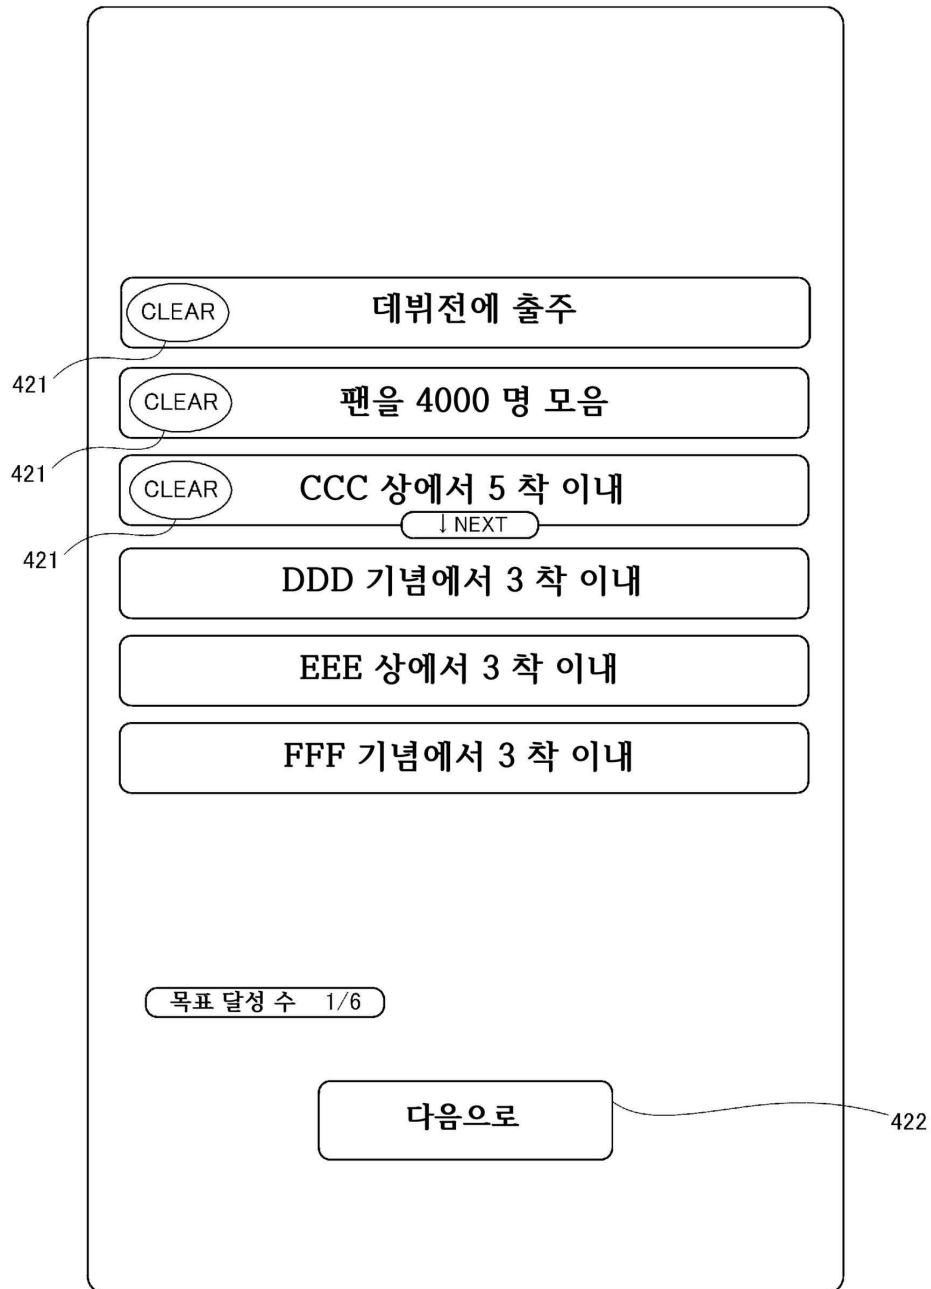 CLEAR 데뷔전에 출주
421
CLEAR 팬을 4000 명 모음
421
CLEAR CCC 상에서 5 착 이내
↓NEXT
421
DDD 기념에서 3 착 이내
EEE 상에서 3 착 이내
FFF 기념에서 3 착 이내
목표 달성 수 1/6
다음으로
422